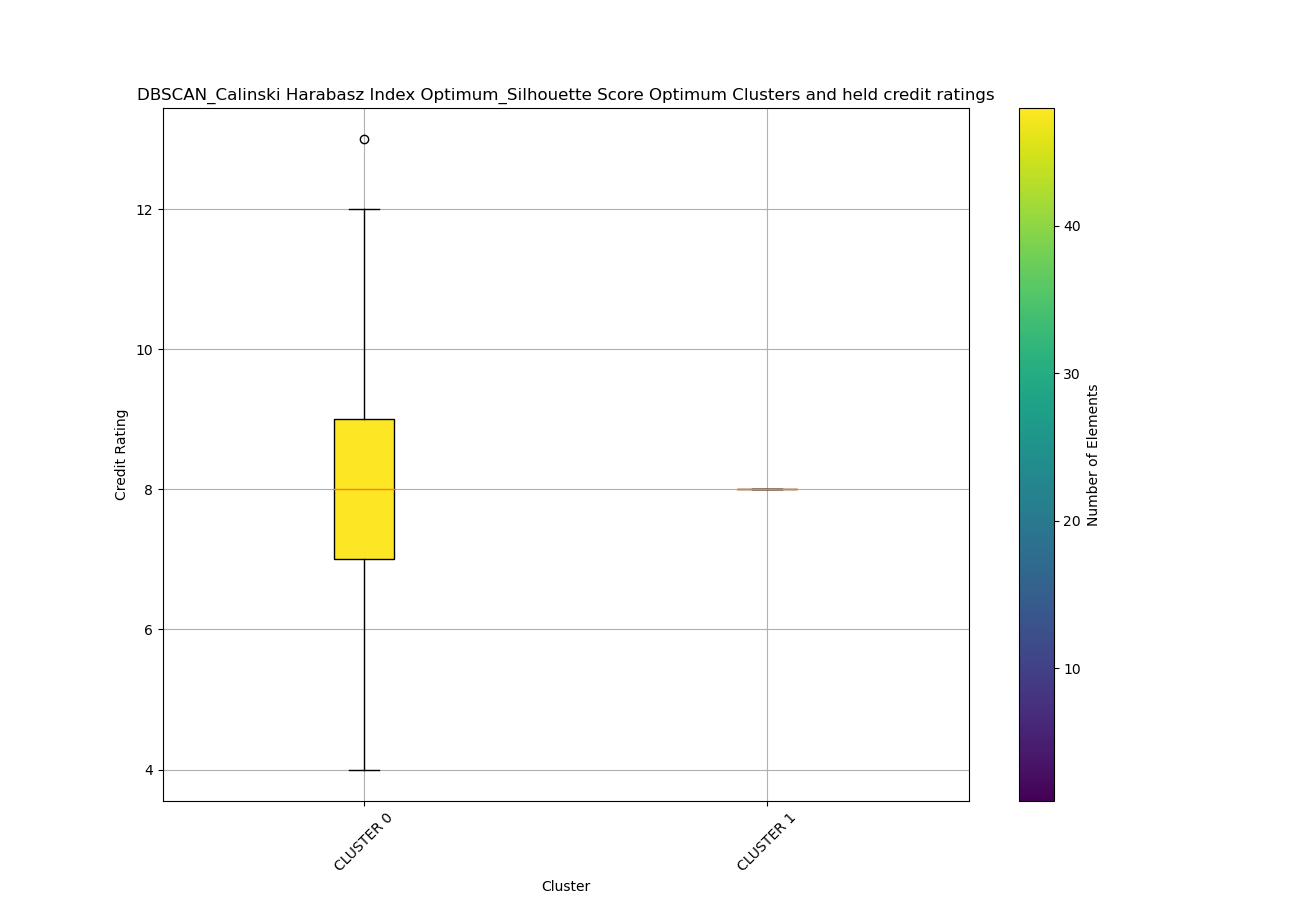 DBSCAN_Calinski Harabasz Index Optimum_Silhouette Score Optimum Clusters and held credit ratings
12
10
8
6
4
Credit Rating
CLUSTER 0
CLUSTER 1
Cluster
40
30
20
10
Number of Elements